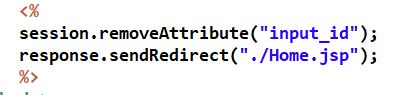 <%
session.removeAttribute("input_id");
response.sendRedirect("./Home.jsp");
%>